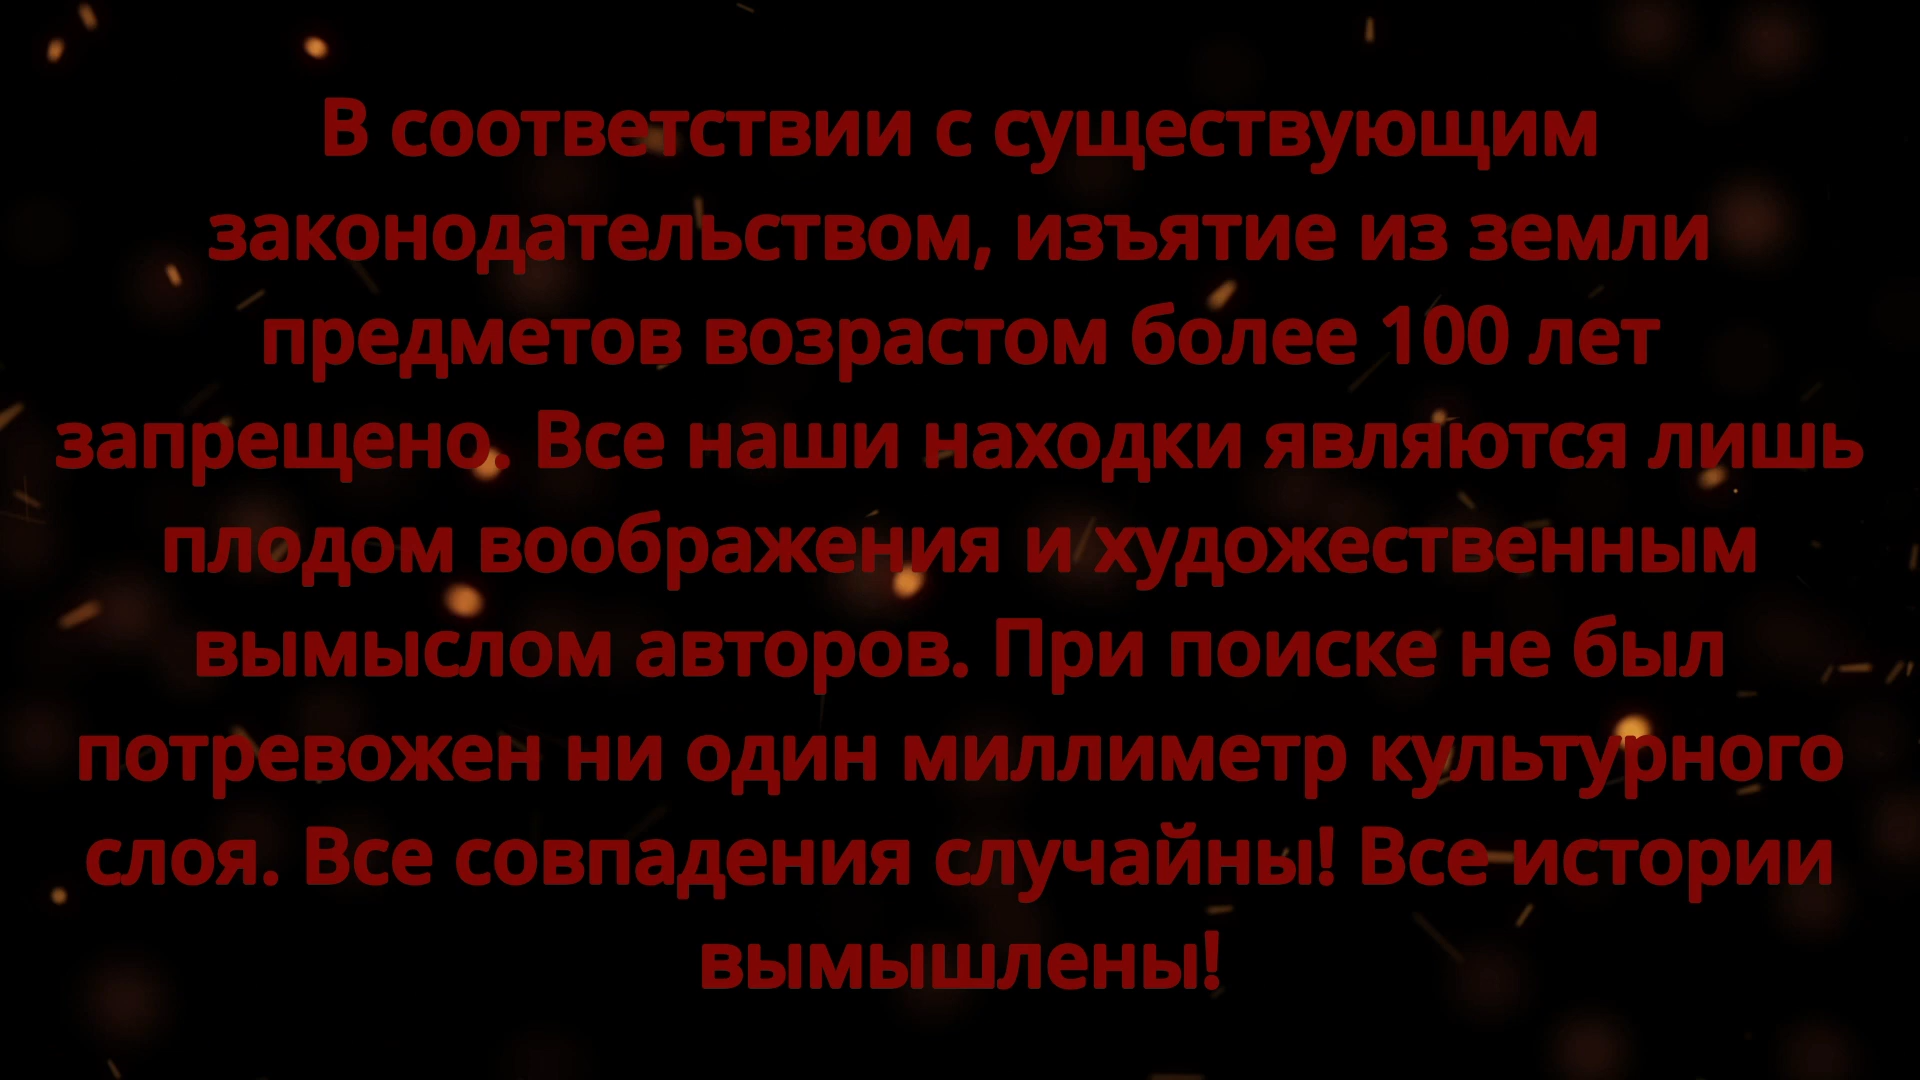 В соответствии с существующим
законодательством, изъятие из земли
предметов возрастом более 100 лет
запрещено. Все наши находки являются лишь
плодом воображения и художественным
вымыслом авторов. При поиске не был
потревожен ни один миллиметр культурного
слоя. Все совпадения случайны! Все истории
вымышлены!